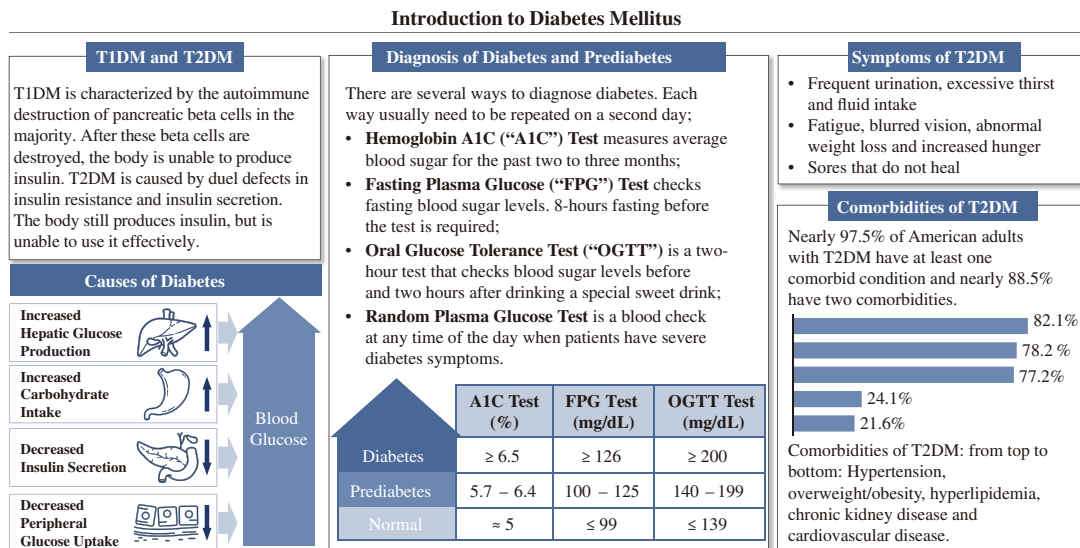 Introduction to Diabetes Mellitus
T1DM and T2DM
T1DM is characterized by the autoimmune
destruction of pancreatic beta cells in the
majority. After these beta cells are
destroyed, the body is unable to produce
insulin. T2DM is caused by duel defects in
insulin resistance and insulin secretion.
The body still produces insulin, but is
unable to use it effectively.
Causes of Diabetes
Increased
Hepatic Glucose
Production
Increased
Carbohydrate
Intake
Decreased
Insulin Secretion
Decreased
Peripheral
Glucose Uptake
Blood
Glucose
Diagnosis of Diabetes and Prediabetes
There are several ways to diagnose diabetes. Each
way usually need to be repeated on a second day;
• Hemoglobin A1C (“A1C”) Test measures average
blood sugar for the past two to three months;
• Fasting Plasma Glucose (“FPG”) Test checks
fasting blood sugar levels. 8-hours fasting before
the test is required;
• Oral Glucose Tolerance Test (“OGTT”) is a two-
hour test that checks blood sugar levels before
and two hours after drinking a special sweet drink;
• Random Plasma Glucose Test is a blood check
at any time of the day when patients have severe
diabetes symptoms.
A1C Test (%) FPG Test (mg/dL) OGTT Test (mg/dL)
Diabetes ≥ 6.5 ≥ 126 ≥ 200
Prediabetes 5.7 – 6.4 100 – 125 140 – 199
Normal ≈ 5 ≤ 99 ≤ 139
Symptoms of T2DM
• Frequent urination, excessive thirst
and fluid intake
• Fatigue, blurred vision, abnormal
weight loss and increased hunger
• Sores that do not heal
Comorbidities of T2DM
Nearly 97.5% of American adults
with T2DM have at least one
comorbid condition and nearly 88.5%
have two comorbidities.
82.1%
78.2 %
77.2%
24.1%
21.6%
Comorbidities of T2DM: from top to
bottom: Hypertension,
overweight/obesity, hyperlipidemia,
chronic kidney disease and
cardiovascular disease.